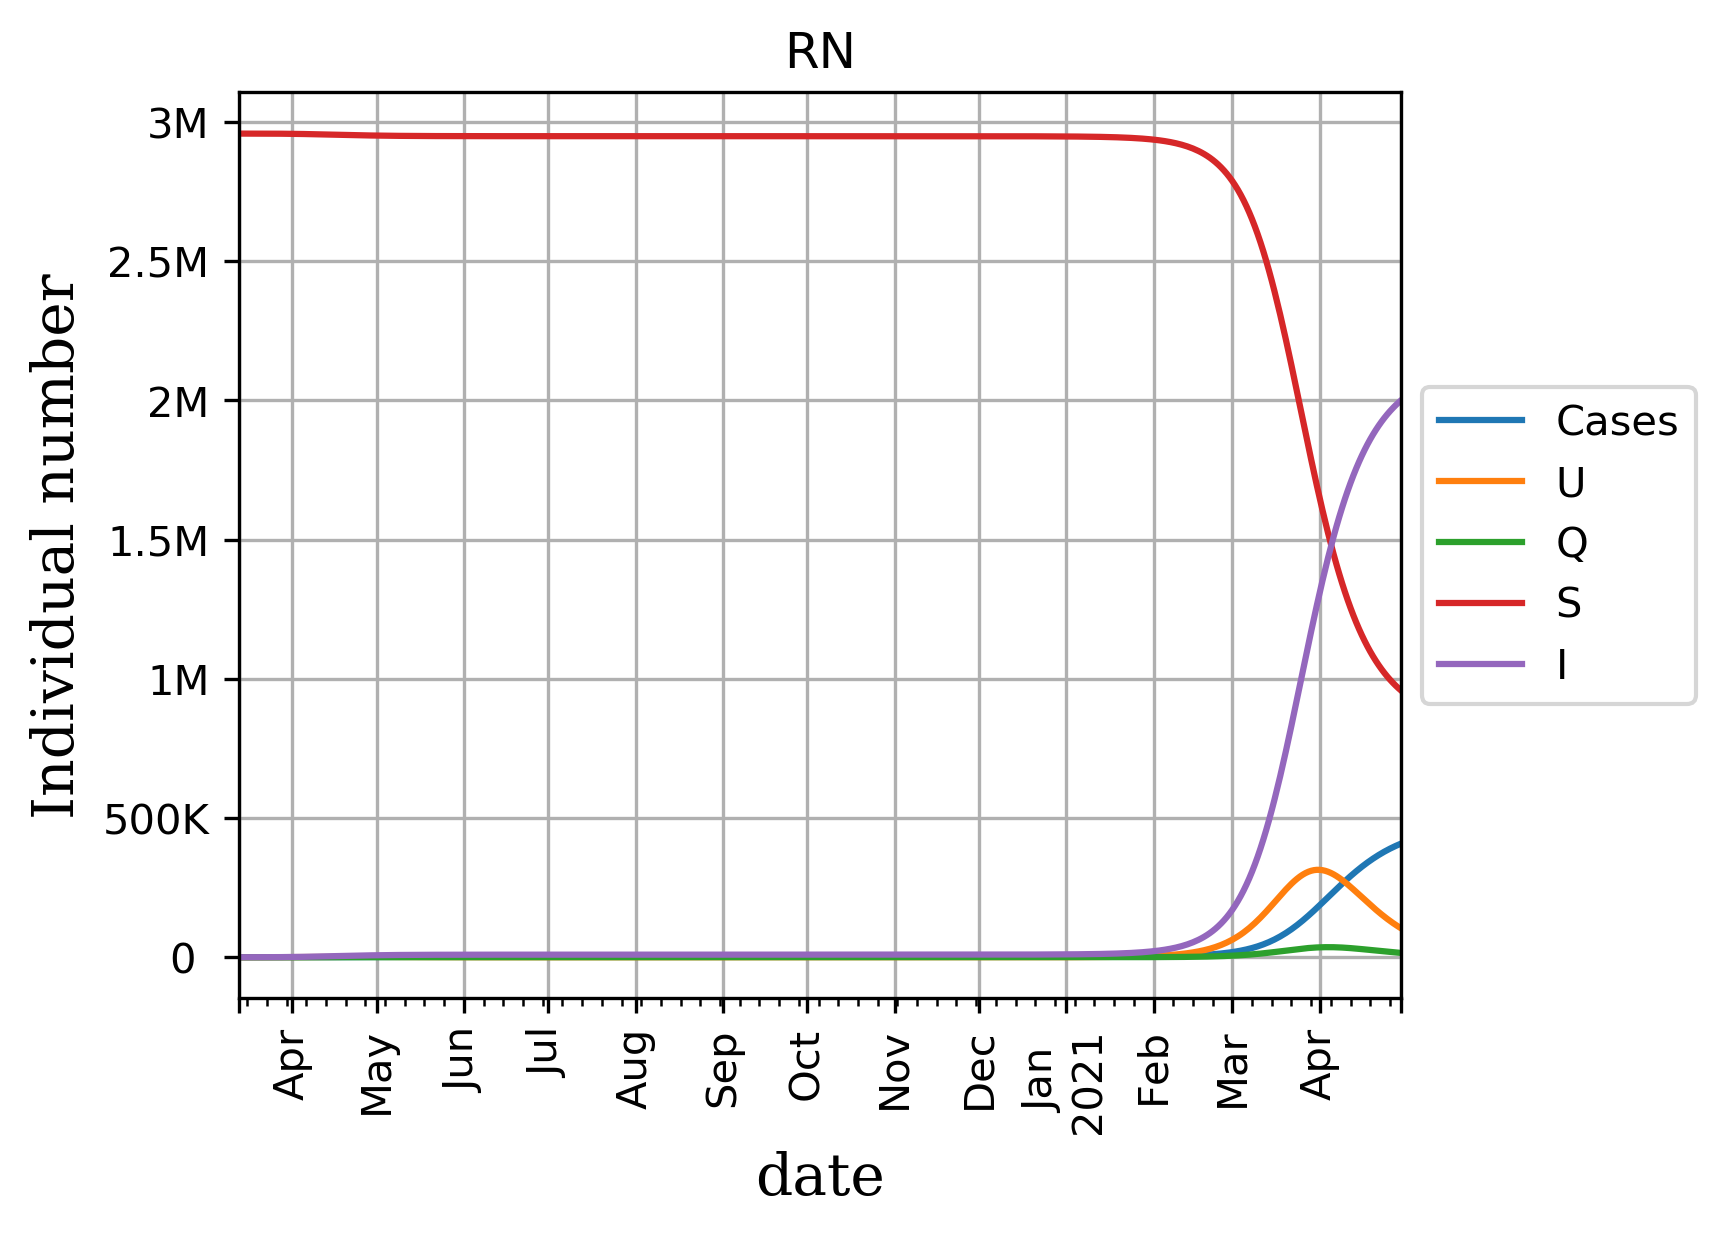 RN
3M
2.5M
2M
1.5M
1M
500K
0
Individual number
Apr
May
Jun
Jul
Aug
Sep
Oct
Nov
Dec
Jan
2021
Feb
Mar
Apr
date
Cases
U
Q
S
I